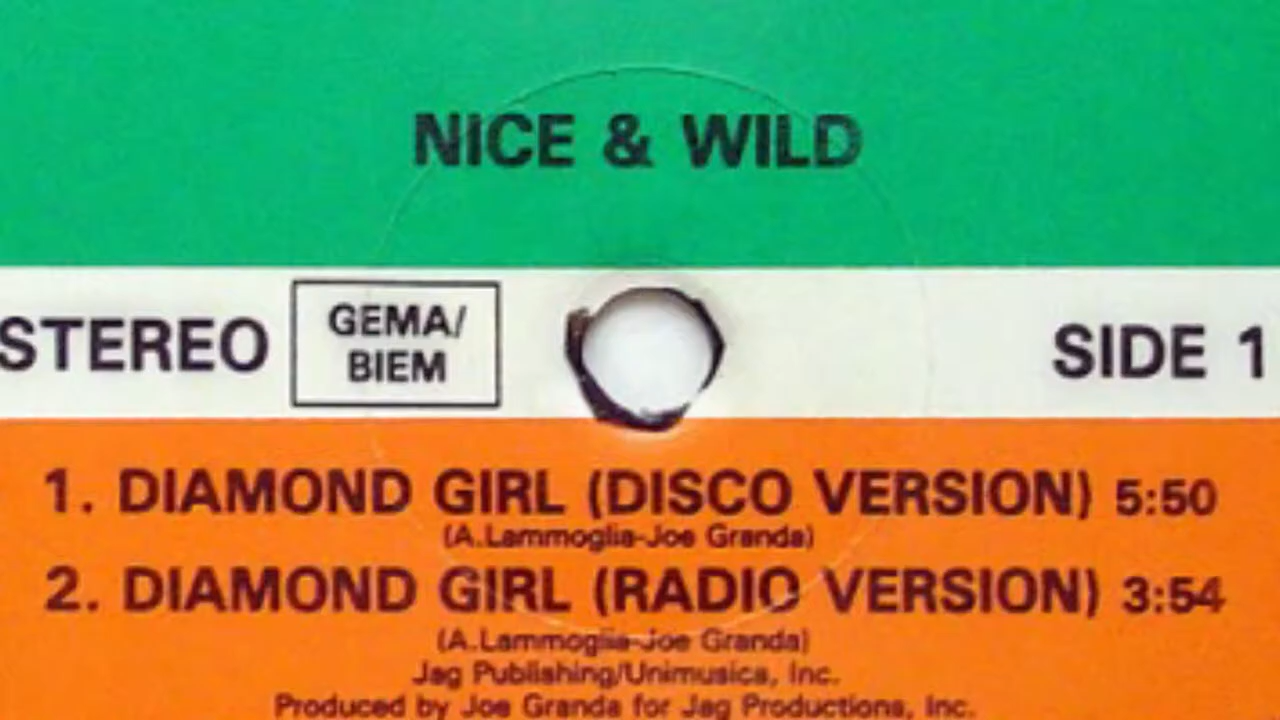 NICE & WILD
STEREO
GEMA/
BIEM
SIDE 1
1. DIAMOND GIRL (DISCO VERSION) 5:50
(A.Lammoglia-Joe Granda)
2. DIAMOND GIRL (RADIO VERSION) 3:54
(A.Lammoglia-Joe Granda)
Jag Publishing/Unimusica, Inc.
Produced by Joe Granda for Jag Productions, Inc.